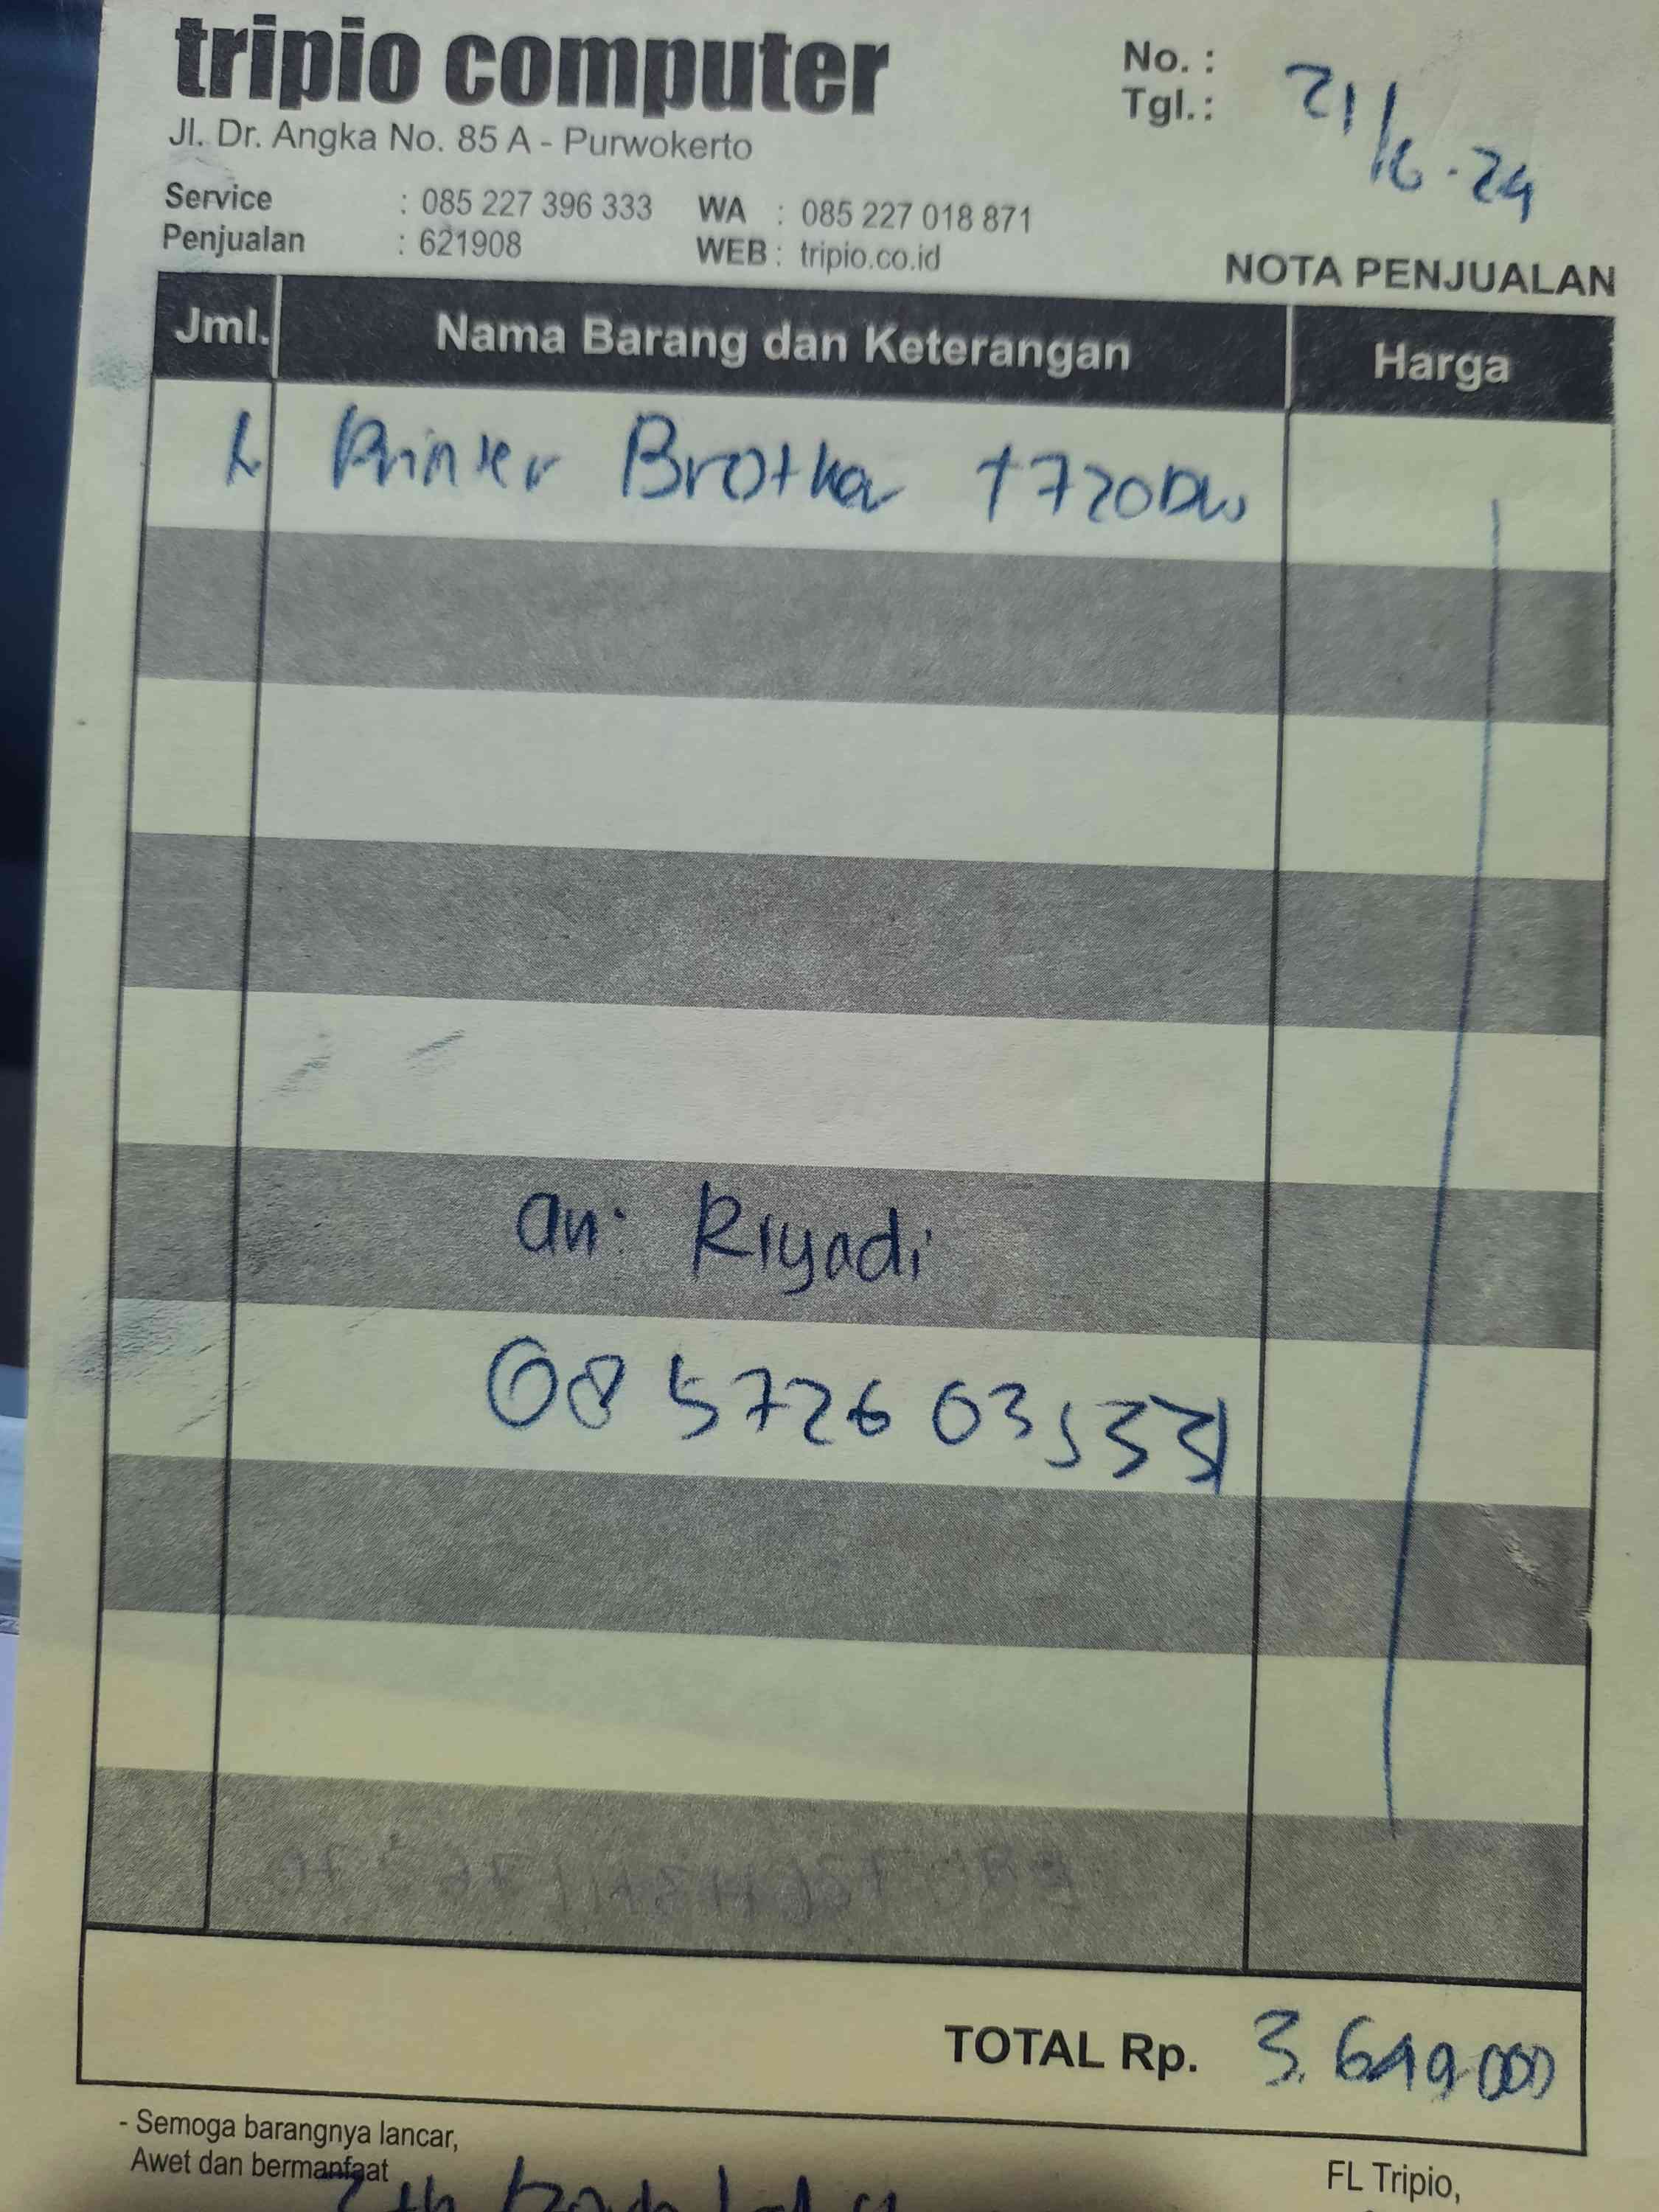 tripio computer
Jl. Dr. Angka No. 85 A - Purwokerto
No. :
Tgl. : 21/6-24
Service : 085 227 396 333 WA : 085 227 018 871
Penjualan : 621908 WEB : tripio.co.id
NOTA PENJUALAN
Jml. Nama Barang dan Keterangan Harga
1 Printer Brother T720DW
an. Riyadi
TOTAL Rp. 3.649.000
- Semoga barangnya lancar,
Awet dan bermanfaat
FL Tripio,